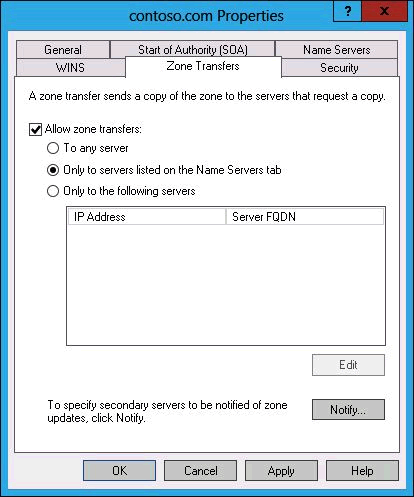 contoso.com Properties
? X
General Start of Authority (SOA) Name Servers
WINS Zone Transfers Security
A zone transfer sends a copy of the zone to the servers that request a copy.
Allow zone transfers:
To any server
Only to servers listed on the Name Servers tab
Only to the following servers
IP Address Server FQDN
Edit
To specify secondary servers to be notified of zone
updates, click Notify.
Notify...
OK Cancel Apply Help